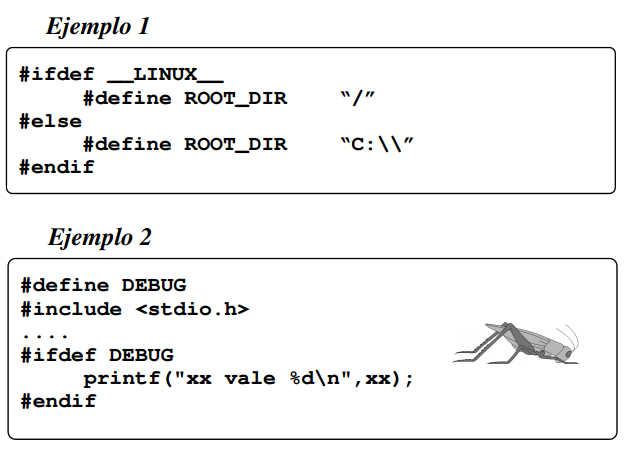 Ejemplo 1
#ifdef __LINUX__
#define ROOT_DIR “/”
#else
#define ROOT_DIR “C:\\”
#endif
Ejemplo 2
#define DEBUG
#include <stdio.h>
....
#ifdef DEBUG
printf("xx vale %d\n",xx);
#endif